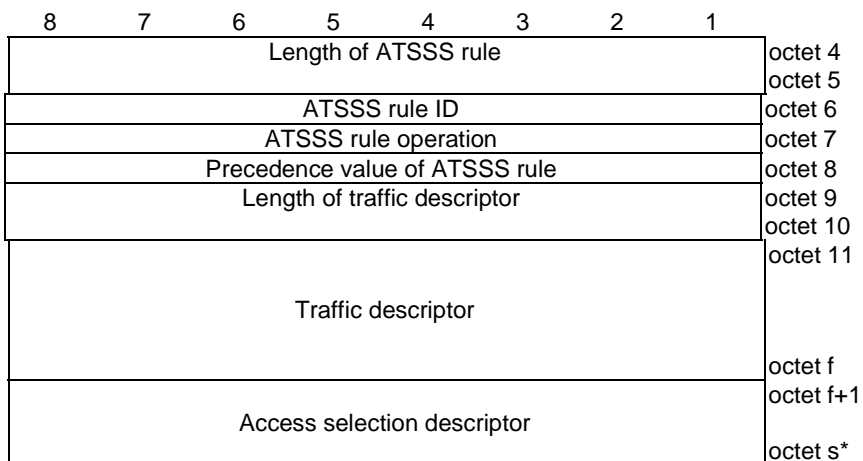 8 7 6 5 4 3 2 1
Length of ATSSS rule octet 4
octet 5
ATSSS rule ID octet 6
ATSSS rule operation octet 7
Precedence value of ATSSS rule octet 8
Length of traffic descriptor octet 9
octet 10
octet 11
Traffic descriptor
octet f
octet f+1
Access selection descriptor
octet s*